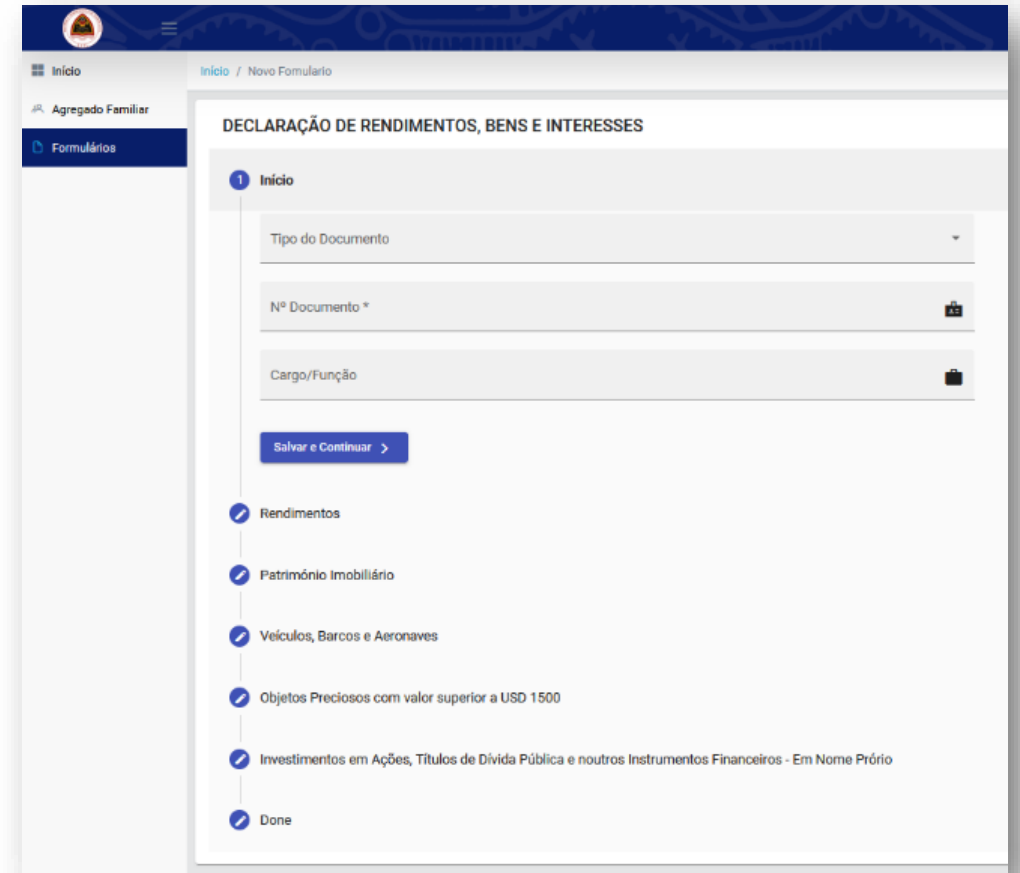 Início
Agregado Familiar
Formulários
Início / Novo Fomulario
DECLARAÇÃO DE RENDIMENTOS, BENS E INTERESSES
1 Início
Tipo do Documento
Nº Documento *
Cargo/Função
Salvar e Continuar
Rendimentos
Património Imobiliário
Veículos, Barcos e Aeronaves
Objetos Preciosos com valor superior a USD 1500
Investimentos em Ações, Títulos de Dívida Pública e noutros Instrumentos Financeiros - Em Nome Prório
Done